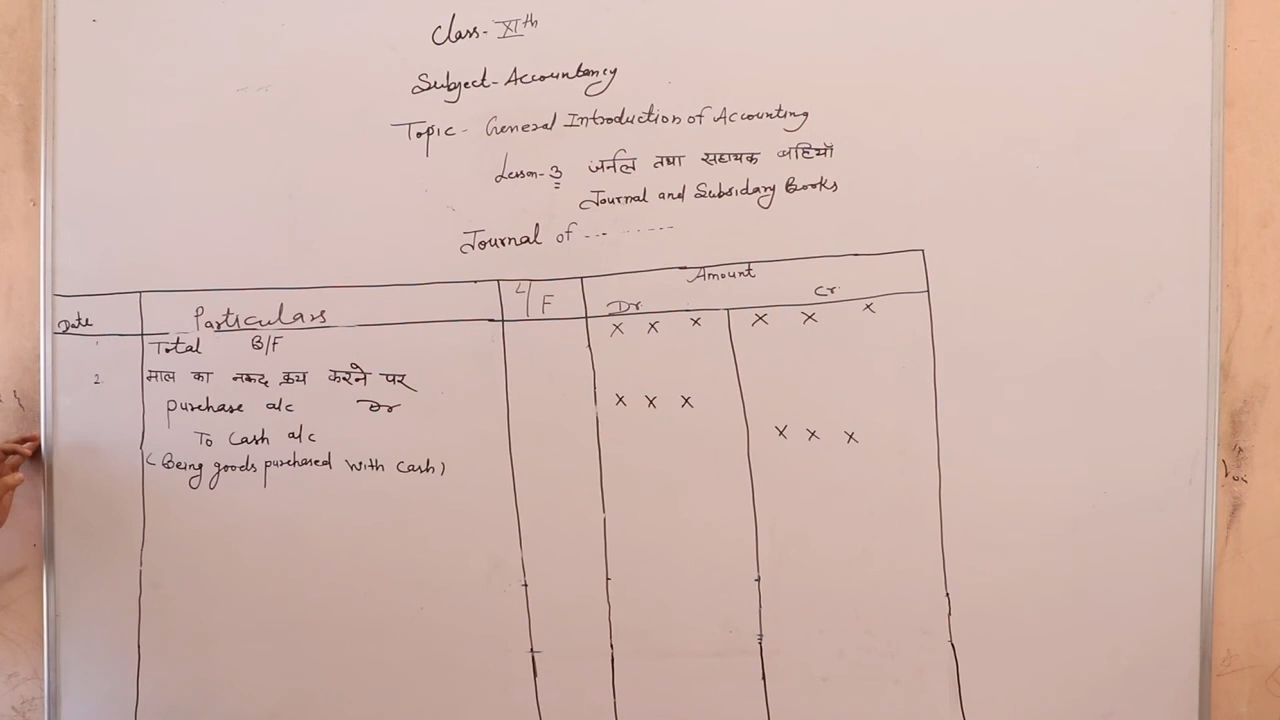 Class- XIth
Subject- Accountancy
Topic- General Introduction of Accounting
Lesson-3 जर्नल तथा सहायक बहियाँ
Journal and Subsidary Books
Journal of ... .......
Date Particulars L/F Amount
Dr. Cr.
Total B/F x x x x x x
2. माल का नकद क्रय करने पर
purchase a/c Dr x x x
To Cash a/c x x x
(Being goods purchased with cash)